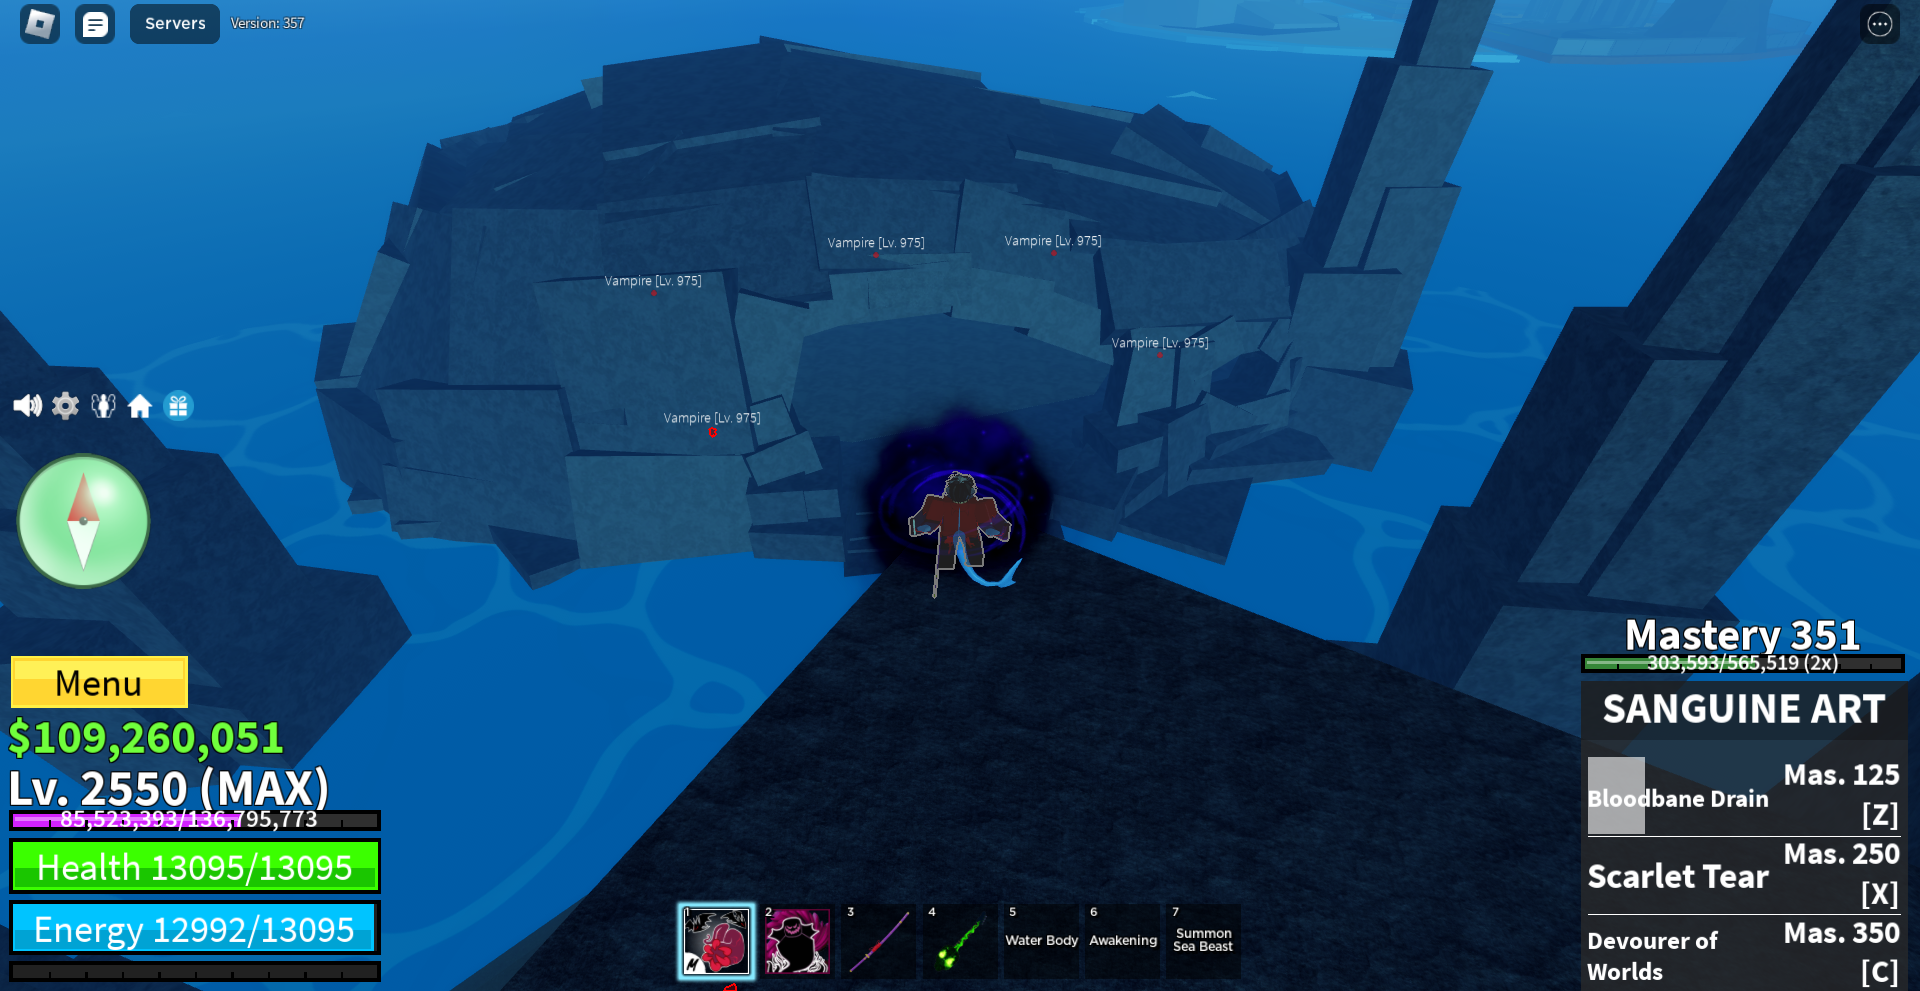 Servers
Version: 357
Vampire [Lv. 975]
Vampire [Lv. 975]
Vampire [Lv. 975]
Vampire [Lv. 975]
Vampire [Lv. 975]
Menu
$109,260,051
Lv. 2550 (MAX)
85,523,393/136,795,773
Health 13095/13095
Energy 12992/13095
Mastery 351
303,593/565,519 (2x)
SANGUINE ART
Mas. 125
Bloodbane Drain
[Z]
Mas. 250
Scarlet Tear
[X]
Mas. 350
Devourer of
Worlds
[C]
1
M
2
3
4
5
Water Body
6
Awakening
7
Summon
Sea Beast